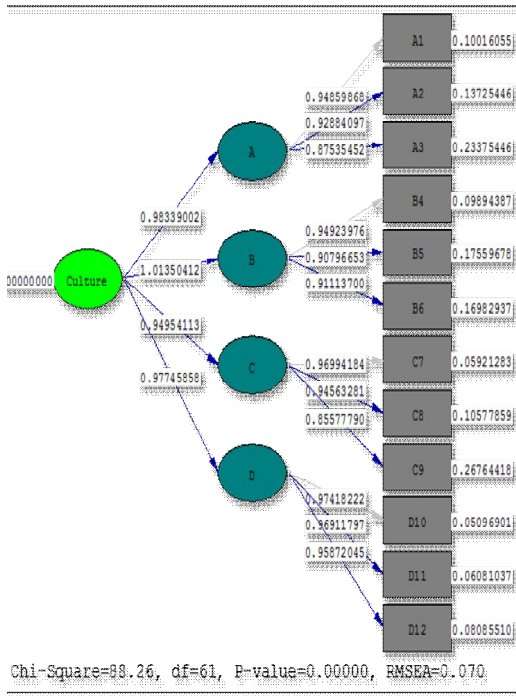 A1 0.10016055
0.94859868 A2 0.13725446
0.92884097
0.87535452 A3 0.23375446
A
B4 0.09894387
0.98339002
0.94923976 B5 0.17559678
B 0.90796653
1.01350412 0.91113700
00000000 Culture B6 0.16982937
0.94954113 C7 0.05921283
0.96994184
C 0.94563281
0.97745858 0.85577790 C8 0.10577859
C9 0.26764418
D 0.97418222
0.96911797 D10 0.05096901
0.95872045
D11 0.06081037
D12 0.08085510
Chi-Square=88.26, df=61, P-value=0.00000, RMSEA=0.070